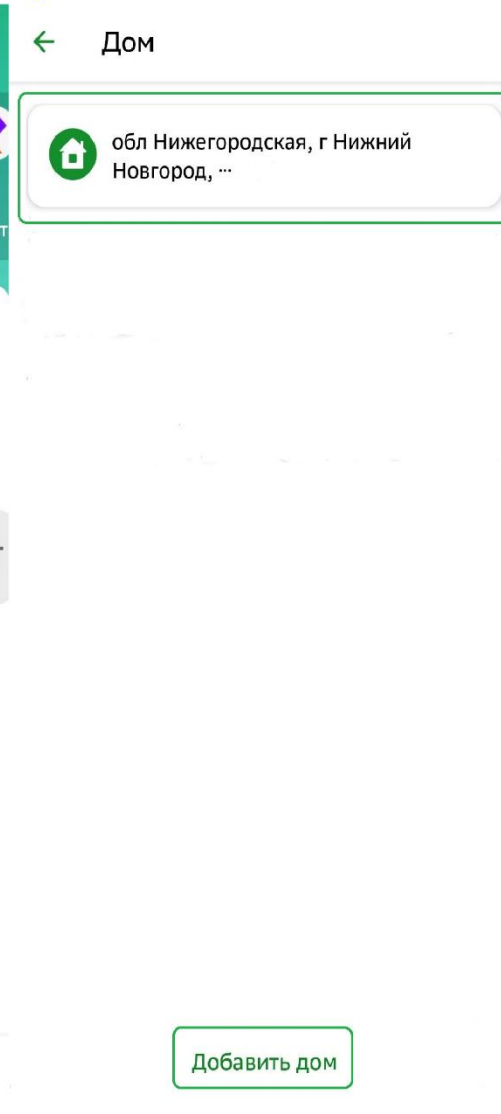 Дом
обл Нижегородская, г Нижний
Новгород, ...
т
Добавить дом